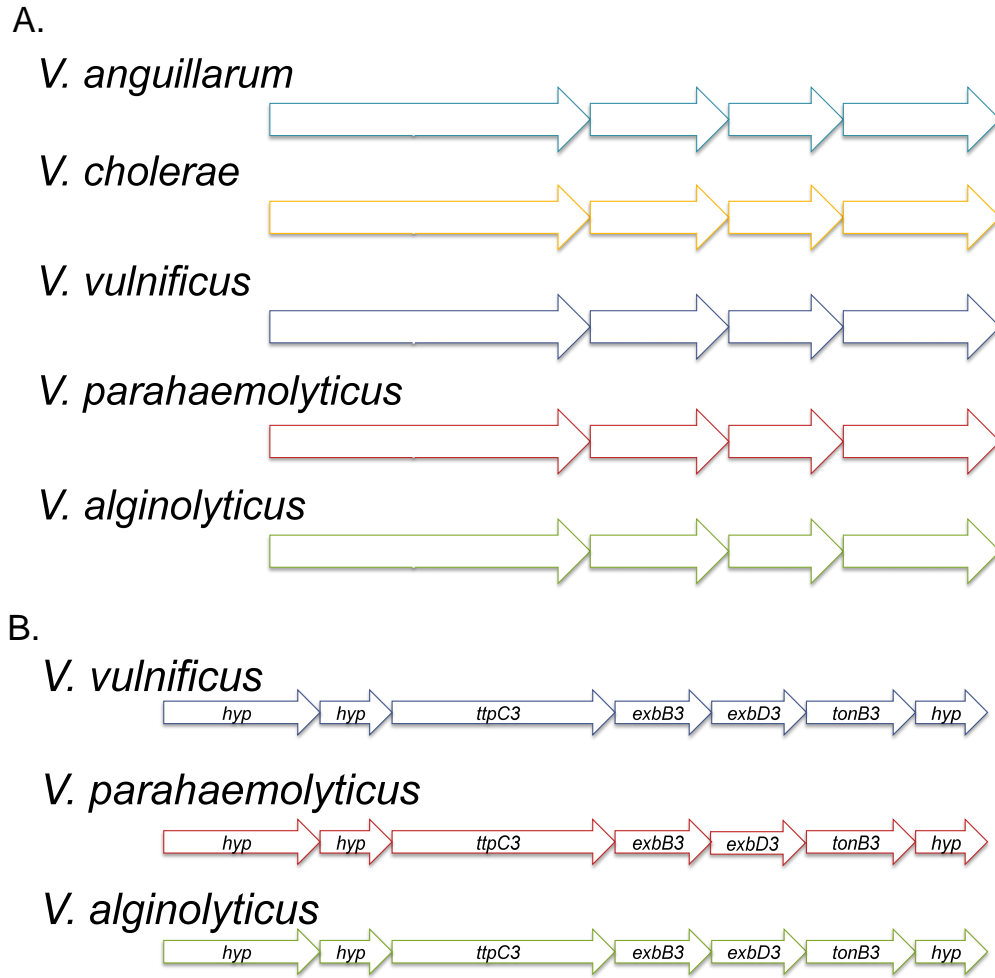 A.
V. anguillarum
V. cholerae
V. vulnificus
V. parahaemolyticus
V. alginolyticus
B.
V. vulnificus
hyp hyp ttpC3 exbB3 exbD3 tonB3 hyp
V. parahaemolyticus
hyp hyp ttpC3 exbB3 exbD3 tonB3 hyp
V. alginolyticus
hyp hyp ttpC3 exbB3 exbD3 tonB3 hyp